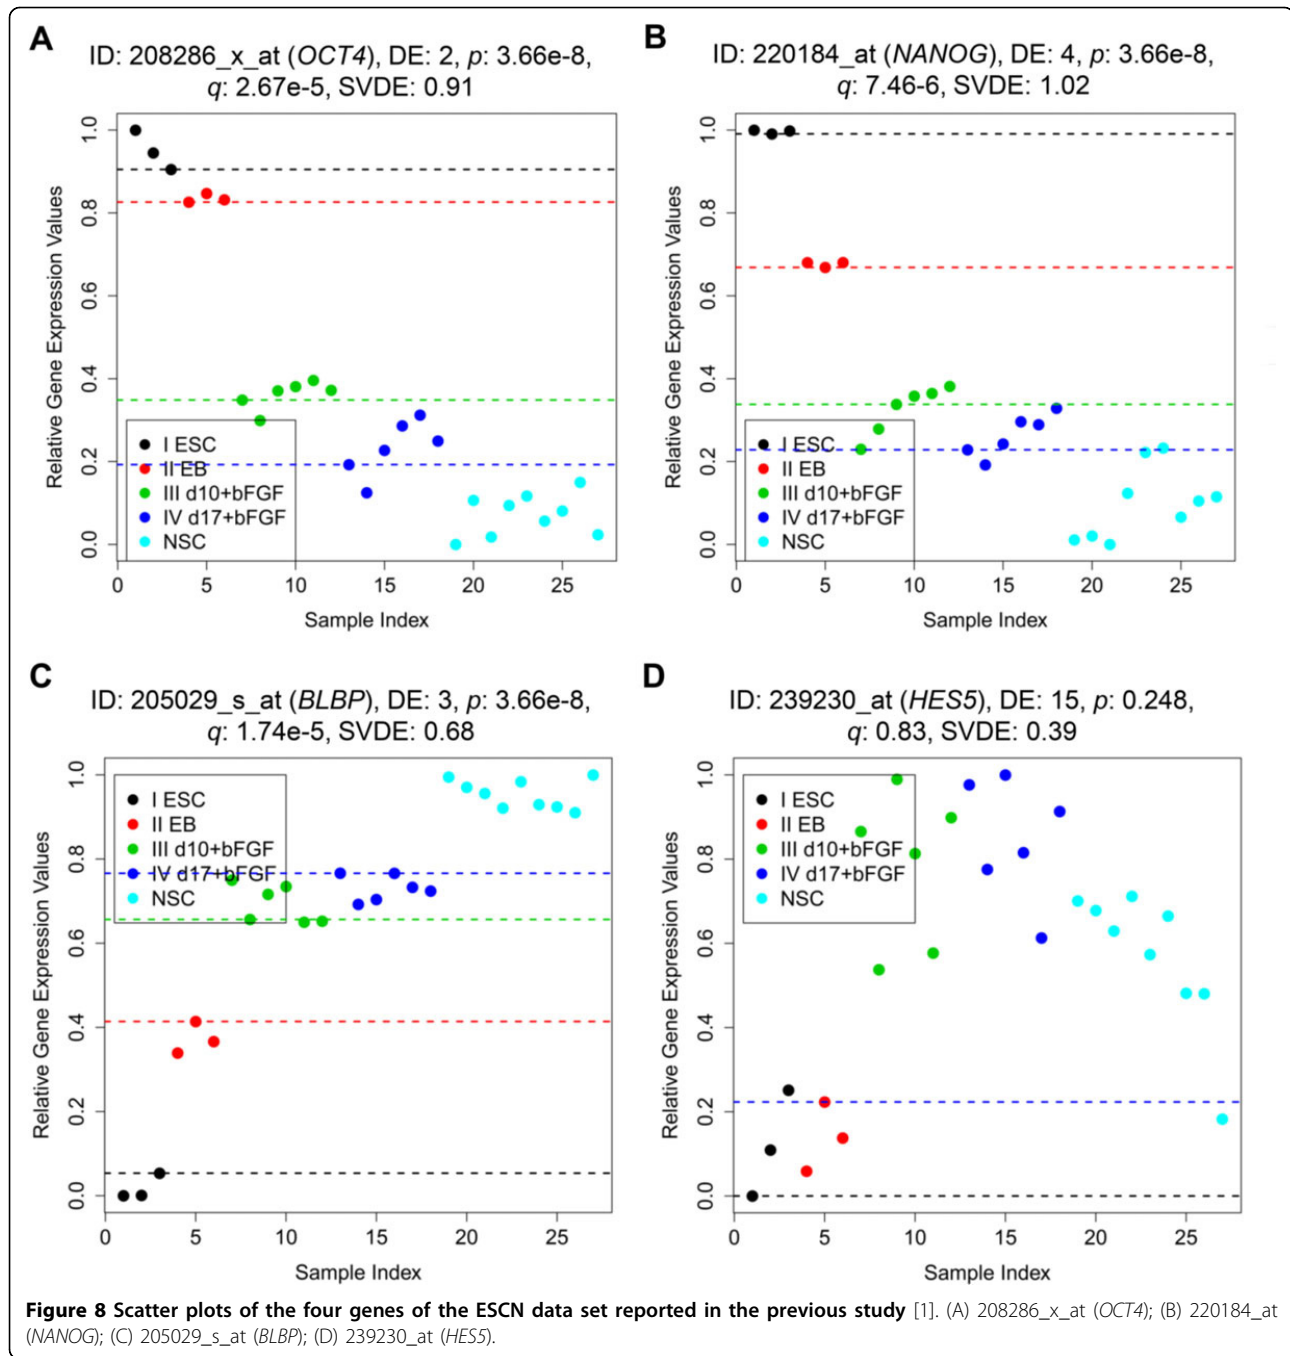 A
ID: 208286_x_at (OCT4), DE: 2, p: 3.66e-8,
q: 2.67e-5, SVDE: 0.91
Relative Gene Expression Values
1.0
0.8
0.6
0.4
0.2
0.0
I ESC
II EB
III d10+bFGF
IV d17+bFGF
NSC
0 5 10 15 20 25
Sample Index
B
ID: 220184_at (NANOG), DE: 4, p: 3.66e-8,
q: 7.46-6, SVDE: 1.02
Relative Gene Expression Values
1.0
0.8
0.6
0.4
0.2
0.0
I ESC
II EB
III d10+bFGF
IV d17+bFGF
NSC
0 5 10 15 20 25
Sample Index
C
ID: 205029_s_at (BLBP), DE: 3, p: 3.66e-8,
q: 1.74e-5, SVDE: 0.68
Relative Gene Expression Values
1.0
0.8
0.6
0.4
0.2
0.0
I ESC
II EB
III d10+bFGF
IV d17+bFGF
NSC
0 5 10 15 20 25
Sample Index
D
ID: 239230_at (HES5), DE: 15, p: 0.248,
q: 0.83, SVDE: 0.39
Relative Gene Expression Values
1.0
0.8
0.6
0.4
0.2
0.0
I ESC
II EB
III d10+bFGF
IV d17+bFGF
NSC
0 5 10 15 20 25
Sample Index
Figure 8 Scatter plots of the four genes of the ESCN data set reported in the previous study [1]. (A) 208286_x_at (OCT4); (B) 220184_at
(NANOG); (C) 205029_s_at (BLBP); (D) 239230_at (HES5).